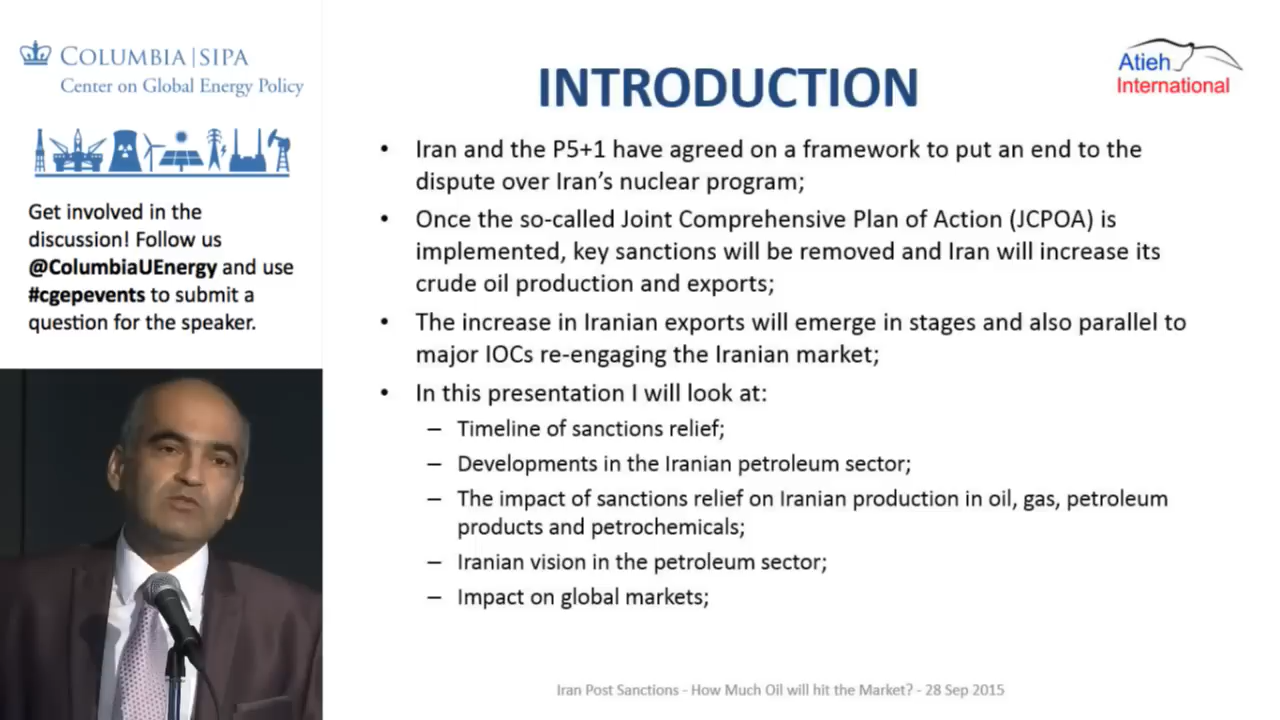 COLUMBIA | SIPA
Center on Global Energy Policy
Get involved in the
discussion! Follow us
@ColumbiaUEnergy and use
#cgepevents to submit a
question for the speaker.
Atieh
International
INTRODUCTION
• Iran and the P5+1 have agreed on a framework to put an end to the
dispute over Iran's nuclear program;
• Once the so-called Joint Comprehensive Plan of Action (JCPOA) is
implemented, key sanctions will be removed and Iran will increase its
crude oil production and exports;
• The increase in Iranian exports will emerge in stages and also parallel to
major IOCs re-engaging the Iranian market;
• In this presentation I will look at:
– Timeline of sanctions relief;
– Developments in the Iranian petroleum sector;
– The impact of sanctions relief on Iranian production in oil, gas, petroleum
products and petrochemicals;
– Iranian vision in the petroleum sector;
– Impact on global markets;
Iran Post Sanctions - How Much Oil will hit the Market? - 28 Sep 2015